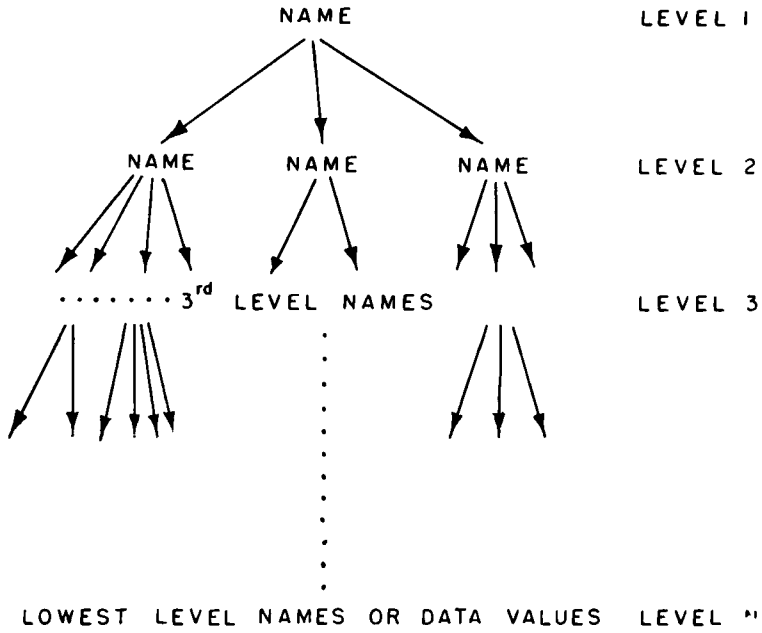 NAME LEVEL 1
NAME NAME NAME LEVEL 2
.......3rd LEVEL NAMES LEVEL 3
LOWEST LEVEL NAMES OR DATA VALUES LEVEL